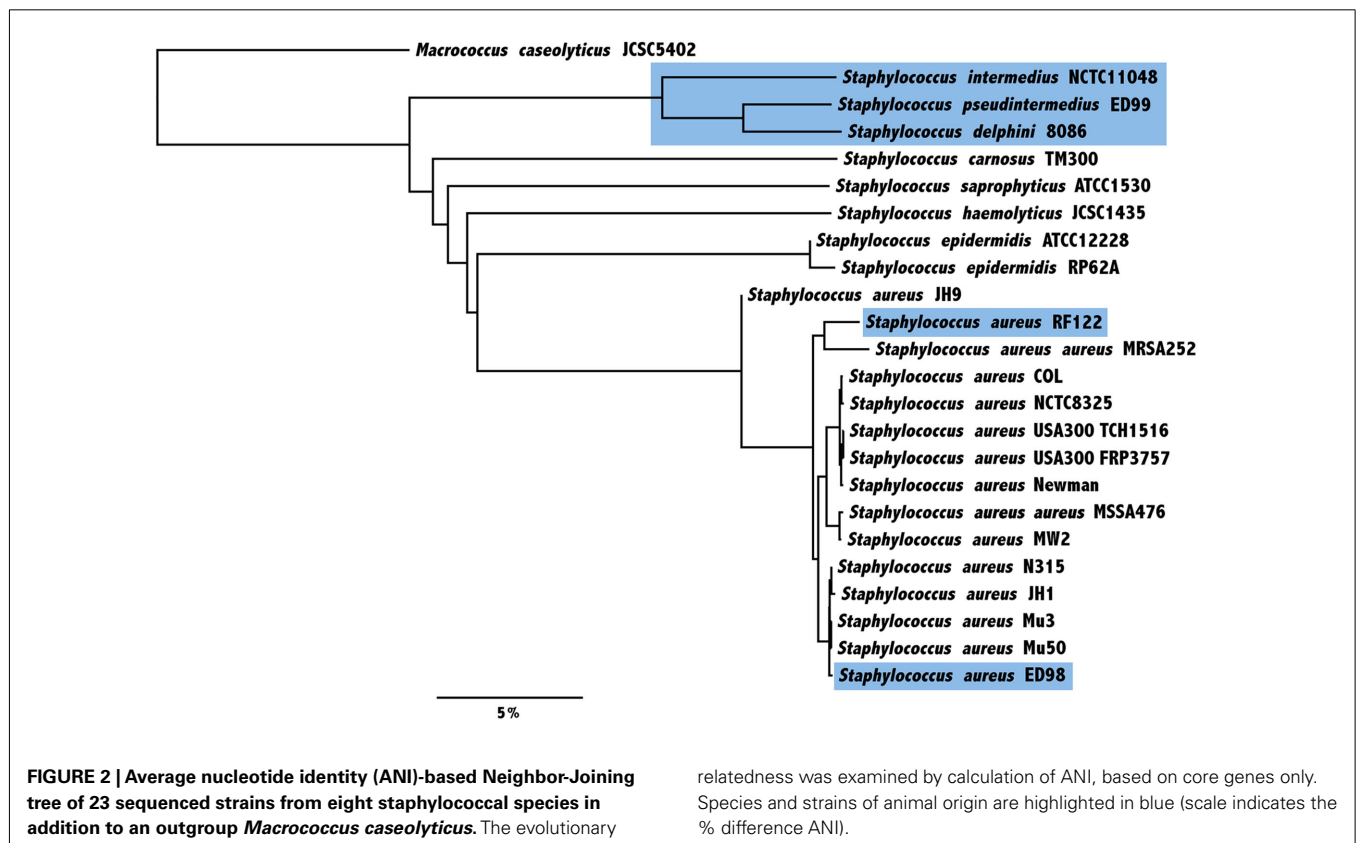 Macrococcus caseolyticus JCSC5402
Staphylococcus intermedius NCTC11048
Staphylococcus pseudintermedius ED99
Staphylococcus delphini 8086
Staphylococcus carnosus TM300
Staphylococcus saprophyticus ATCC1530
Staphylococcus haemolyticus JCSC1435
Staphylococcus epidermidis ATCC12228
Staphylococcus epidermidis RP62A
Staphylococcus aureus JH9
Staphylococcus aureus RF122
Staphylococcus aureus aureus MRSA252
Staphylococcus aureus COL
Staphylococcus aureus NCTC8325
Staphylococcus aureus USA300 TCH1516
Staphylococcus aureus USA300 FRP3757
Staphylococcus aureus Newman
Staphylococcus aureus aureus MSSA476
Staphylococcus aureus MW2
Staphylococcus aureus N315
Staphylococcus aureus JH1
Staphylococcus aureus Mu3
Staphylococcus aureus Mu50
Staphylococcus aureus ED98
5%
FIGURE 2 | Average nucleotide identity (ANI)-based Neighbor-Joining
tree of 23 sequenced strains from eight staphylococcal species in
addition to an outgroup Macrococcus caseolyticus. The evolutionary
relatedness was examined by calculation of ANI, based on core genes only.
Species and strains of animal origin are highlighted in blue (scale indicates the
% difference ANI).